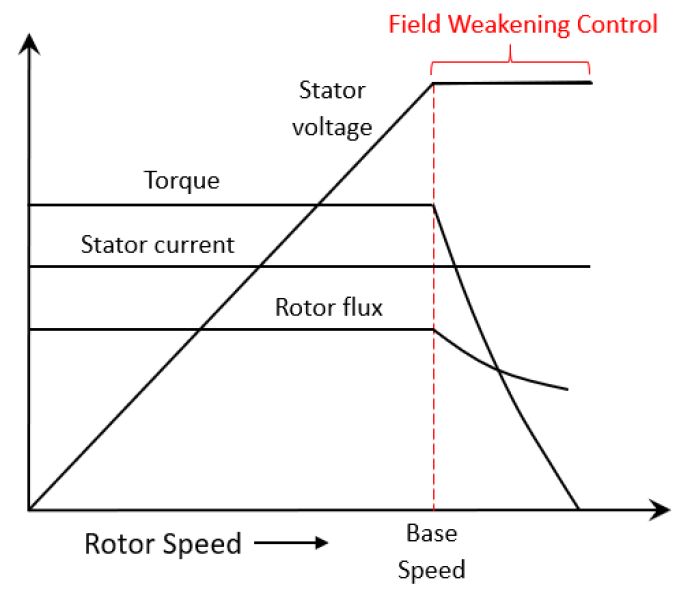 Field Weakening Control
Stator
voltage
Torque
Stator current
Rotor flux
Rotor Speed
Base
Speed